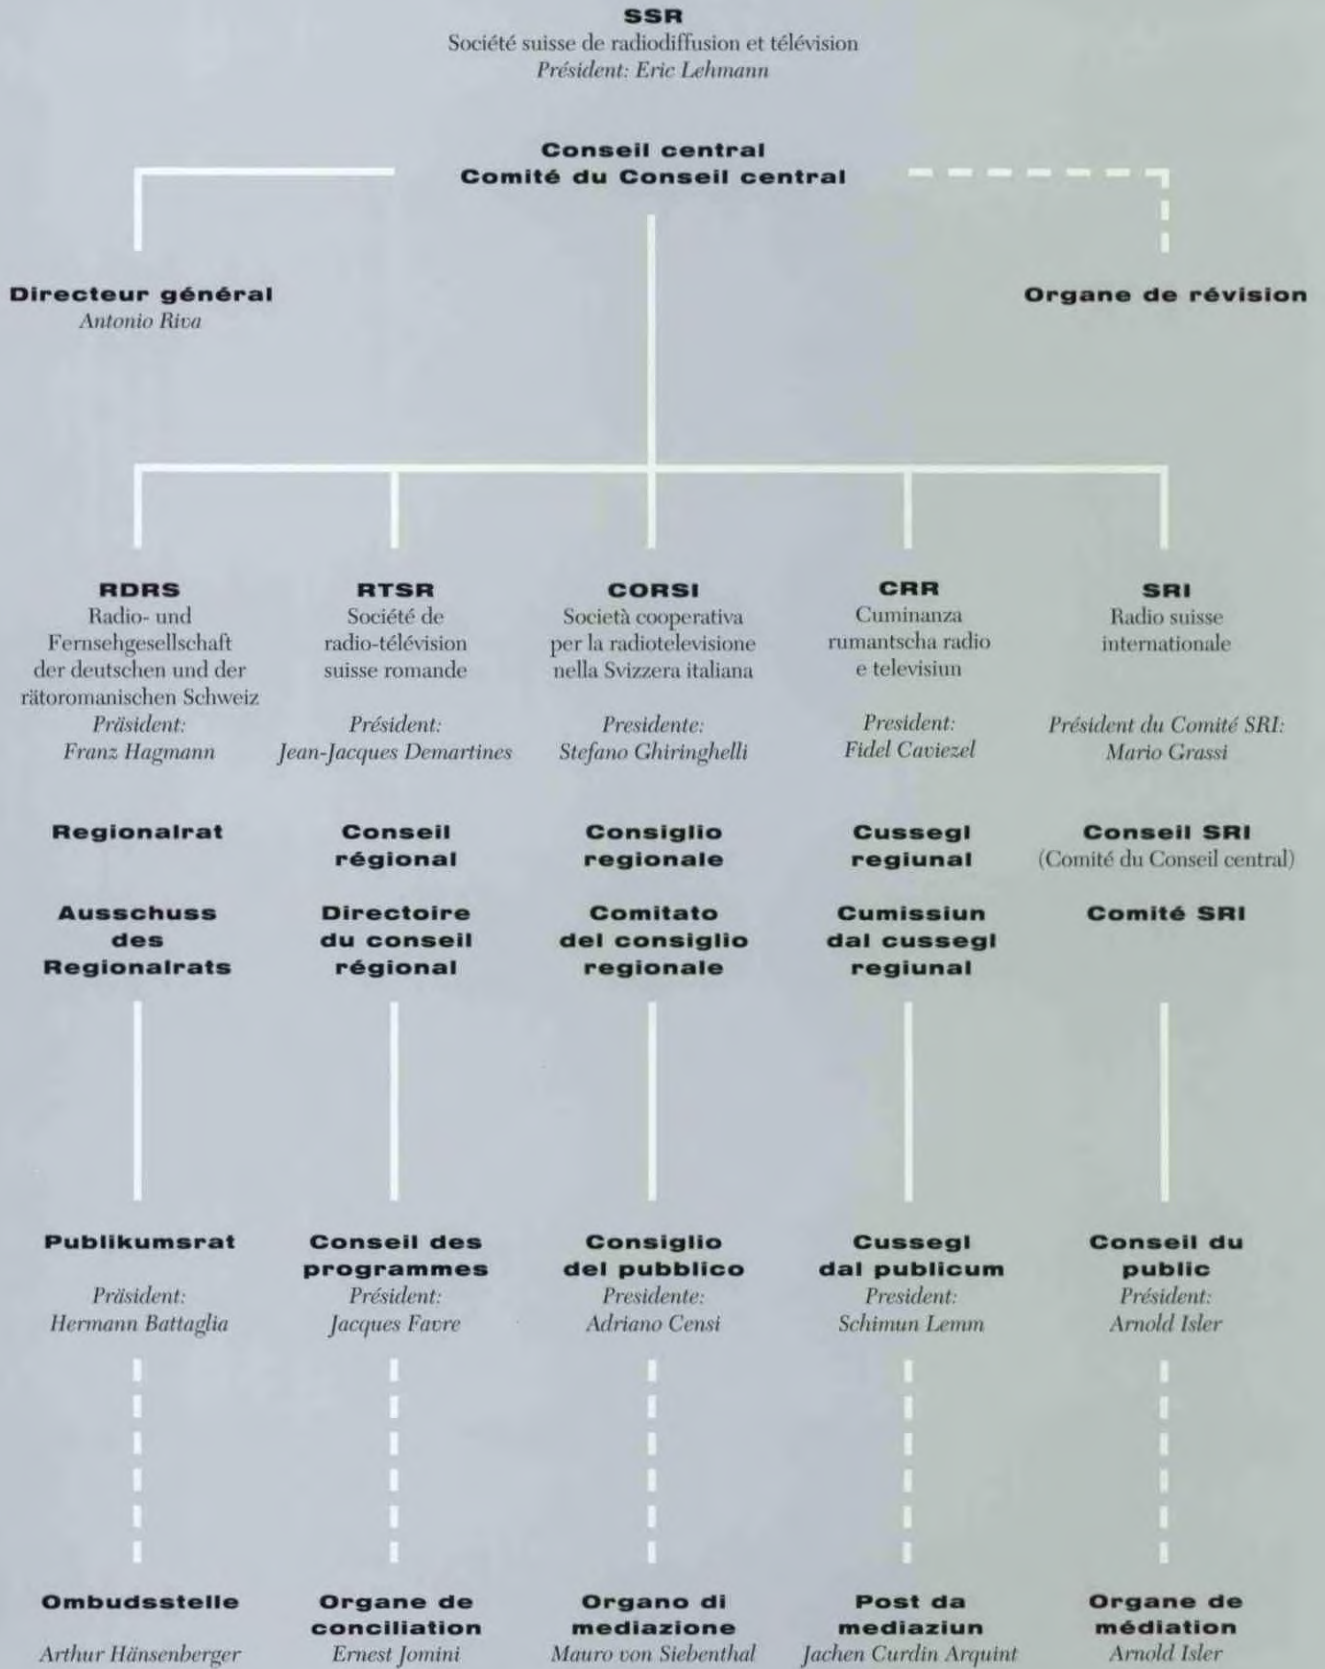 SSR
Société suisse de radiodiffusion et télévision
Président: Eric Lehmann
Conseil central
Comité du Conseil central
Directeur général
Antonio Riva
Organe de révision
RDRS
Radio- und
Fernsehgesellschaft
der deutschen und der
rätoromanischen Schweiz
Präsident:
Franz Hagmann
Regionalrat
Ausschuss
des
Regionalrats
RTSR
Société de
radio-télévision
suisse romande
Président:
Jean-Jacques Demartines
Conseil
régional
Directoire
du conseil
régional
CORSI
Società cooperativa
per la radiotelevisione
nella Svizzera italiana
Presidente:
Stefano Ghiringhelli
Consiglio
regionale
Comitato
del consiglio
regionale
CRR
Cuminanza
rumantscha radio
e televisiun
President:
Fidel Caviezel
Cussegl
regiunal
Cumissiun
dal cussegl
regiunal
SRI
Radio suisse
internationale
Président du Comité SRI:
Mario Grassi
Conseil SRI
(Comité du Conseil central)
Comité SRI
Publikumsrat
Präsident:
Hermann Battaglia
Conseil des
programmes
Président:
Jacques Favre
Consiglio
del pubblico
Presidente:
Adriano Censi
Cussegl
dal publicum
President:
Schimun Lemm
Conseil du
public
Président:
Arnold Isler
Ombudsstelle
Arthur Hänsenberger
Organe de
conciliation
Ernest Jomini
Organo di
mediazione
Mauro von Siebenthal
Post da
mediaziun
Jachen Curdin Arquint
Organe de
médiation
Arnold Isler